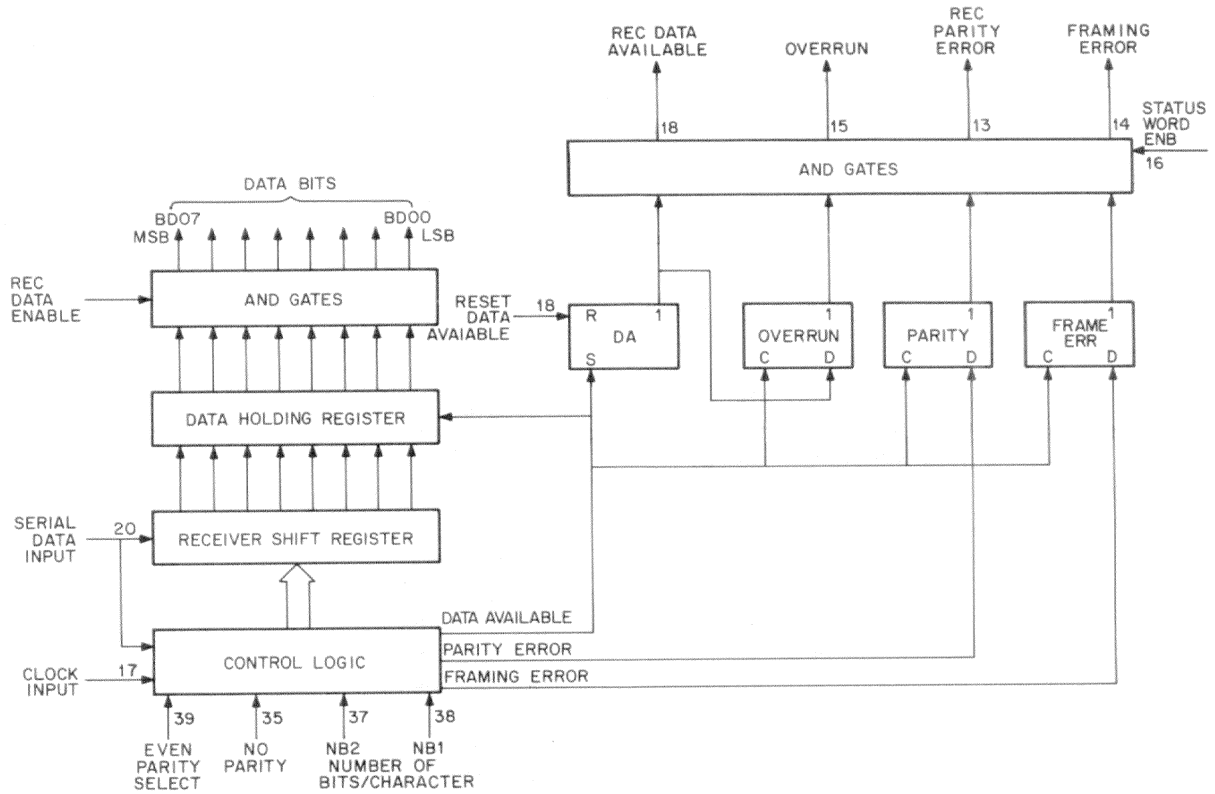 REC DATA
AVAILABLE
OVERRUN
REC
PARITY
ERROR
FRAMING
ERROR
18
15
13
14
STATUS
WORD
ENB
16
AND GATES
DATA BITS
BD07
MSB
BD00
LSB
REC
DATA
ENABLE
AND GATES
RESET
DATA
AVAIABLE
18
R 1
DA
S
1
OVERRUN
C D
1
PARITY
C D
1
FRAME
ERR
C D
DATA HOLDING REGISTER
SERIAL
DATA
INPUT
20
RECEIVER SHIFT REGISTER
DATA AVAILABLE
PARITY ERROR
FRAMING ERROR
CONTROL LOGIC
CLOCK
INPUT
17
39
35
37
38
EVEN
PARITY
SELECT
NO
PARITY
NB2 NB1
NUMBER OF
BITS/CHARACTER